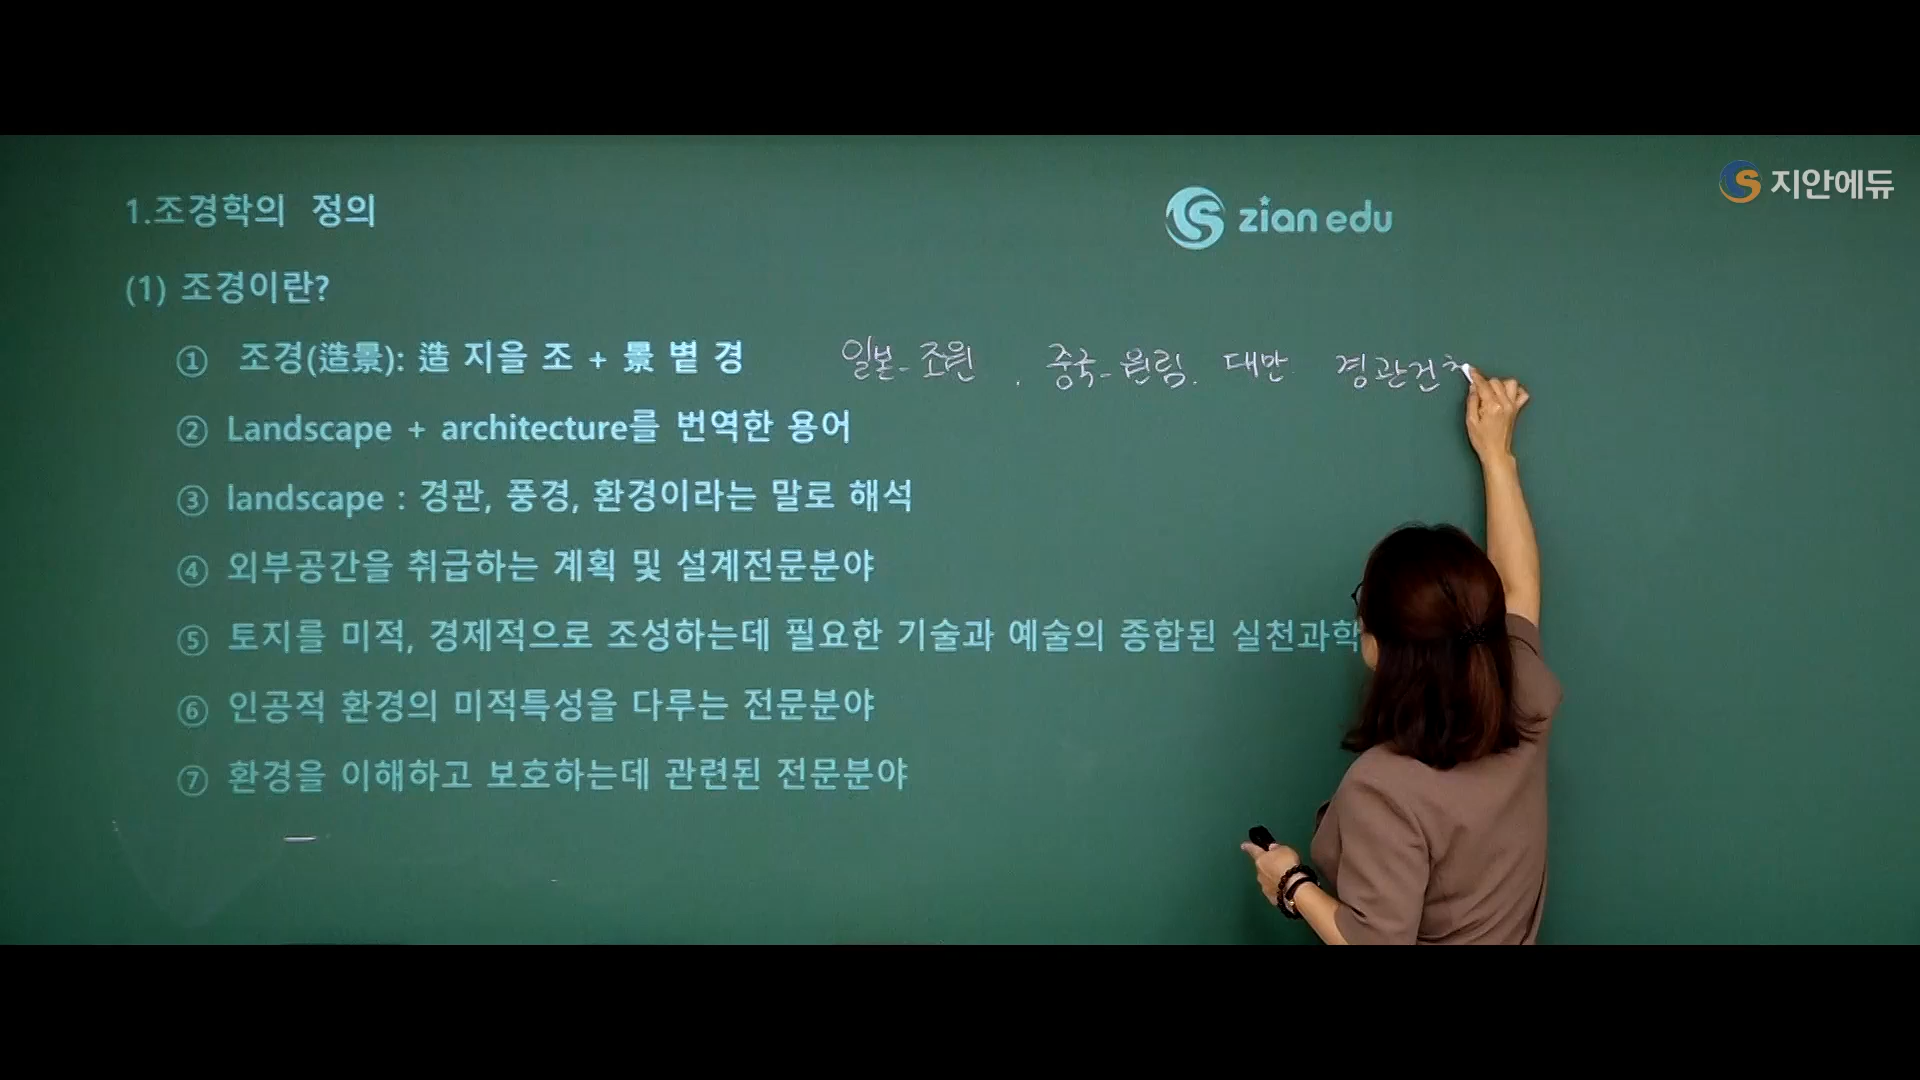 지안에듀
1.조경학의 정의
zian edu
(1) 조경이란?
① 조경(造景): 造 지을 조 + 景 볕 경 일본-조원 . 중국-원림. 대만 경관건
② Landscape + architecture를 번역한 용어
③ landscape : 경관, 풍경, 환경이라는 말로 해석
④ 외부공간을 취급하는 계획 및 설계전문분야
⑤ 토지를 미적, 경제적으로 조성하는데 필요한 기술과 예술의 종합된 실천과학
⑥ 인공적 환경의 미적특성을 다루는 전문분야
⑦ 환경을 이해하고 보호하는데 관련된 전문분야